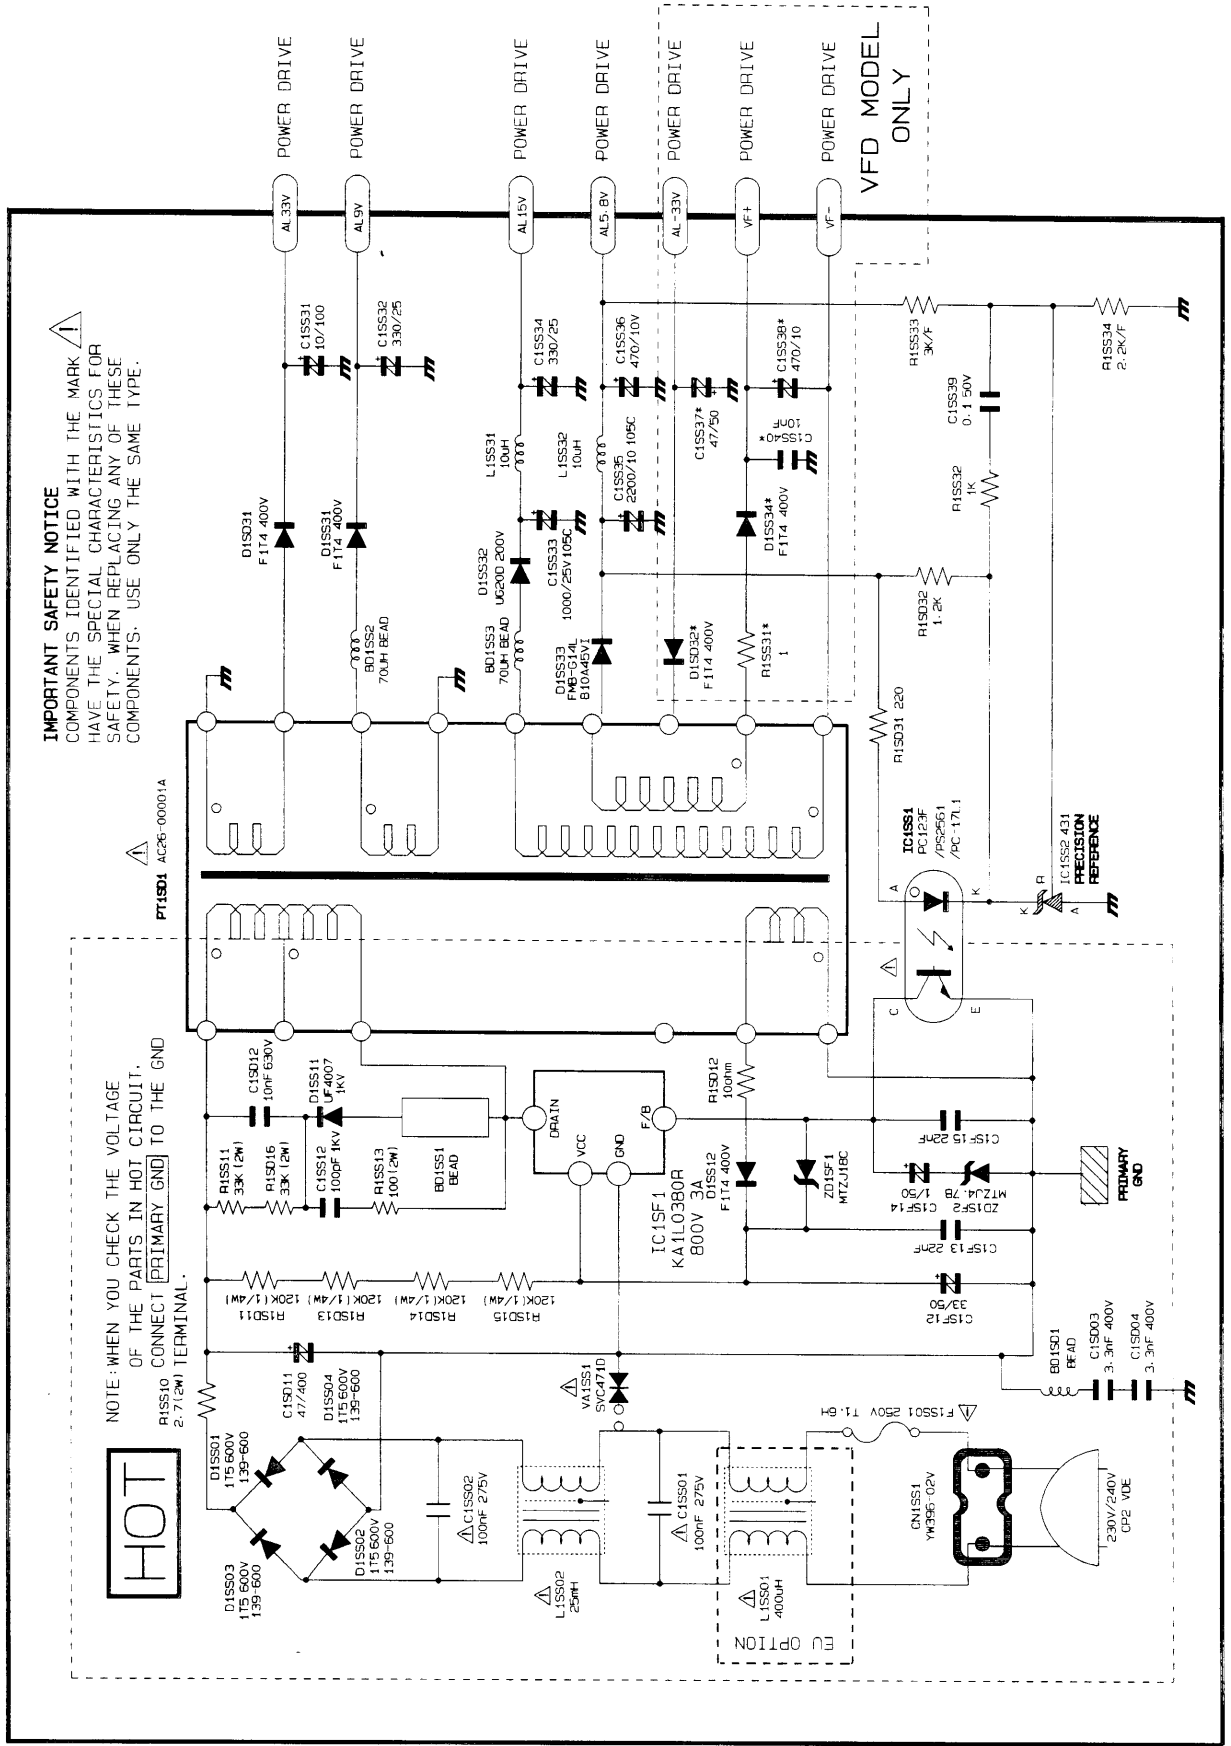 IMPORTANT SAFETY NOTICE
COMPONENTS IDENTIFIED WITH THE MARK
HAVE THE SPECIAL CHARACTERISTICS FOR
SAFETY. WHEN REPLACING ANY OF THESE
COMPONENTS. USE ONLY THE SAME TYPE.
HOT
NOTE:WHEN YOU CHECK THE VOLTAGE
OF THE PARTS IN HOT CIRCUIT.
CONNECT PRIMARY GND TO THE GND
TERMINAL.
R1SS10
2.7(2W)
D1SS01
1T5 600V
139-600
D1SS03
1T5 600V
139-600
C1SD11
47/400
D1SS04
1T5 600V
139-600
D1SS02
1T5 600V
139-600
C1SS02
100nF 275V
L1SS02
25mH
C1SS01
100nF 275V
L1SS01
400uH
EU OPTION
VA1SS1
SVC471D
F1SS01 250V T1.6H
CN1SS1
YW396-02V
230V/240V
CP2 VDE
BD1SD1
BEAD
C1SD03
3.3nF 400V
C1SD04
3.3nF 400V
R1SD11
120K(1/4W)
R1SD13
120K(1/4W)
R1SD14
120K(1/4W)
R1SD15
120K(1/4W)
R1SS11
33K(2W)
R1SD16
33K(2W)
C1SD12
10nF 630V
D1SS11
UF4007
1KV
C1SS12
100pF 1KV
R1SS13
100(2W)
BD1SS1
BEAD
DRAIN
VCC
GND
F/B
IC1SF1
KA1L0380R
800V 3A
R1SD12
10ohm
D1SS12
F1T4 400V
ZD1SF1
MTZJ18C
C1SF12
33/50
C1SF13 22nF
C1SF14
1/50
ZD1SF2
MTZJ4.7B
C1SF15 22nF
PRIMARY
GND
PT1SD1 AC26-00001A
D1SD31
F1T4 400V
C1SS31
10/100
AL33V
POWER DRIVE
BD1SS2
70UH BEAD
D1SS31
F1T4 400V
C1SS32
330/25
AL9V
POWER DRIVE
BD1SS3
70UH BEAD
D1SS32
UG20D 200V
C1SS33
1000/25V105C
L1SS31
10uH
C1SS34
330/25
AL15V
POWER DRIVE
D1SS33
FMB-G14L
B10A45VI
C1SS35
2200/10 105C
L1SS32
10uH
C1SS36
470/10V
AL5.8V
POWER DRIVE
D1SD32*
F1T4 400V
C1SS37*
47/50
AL-33V
POWER DRIVE
R1SS31*
1
D1SS34*
F1T4 400V
C1SS40*
10nF
C1SS38*
470/10
VF+
POWER DRIVE
VF-
POWER DRIVE
VFD MODEL
ONLY
R1SD31 220
R1SD32
1.2K
R1SS32
1K
C1SS39
0.1 50V
R1SS33
3K/F
R1SS34
2.2K/F
IC1SS1
PC123F
/PS2561
/PC-17L1
C
E
A
K
K
R
A
IC1SS2 431
PRECISION
REFERENCE